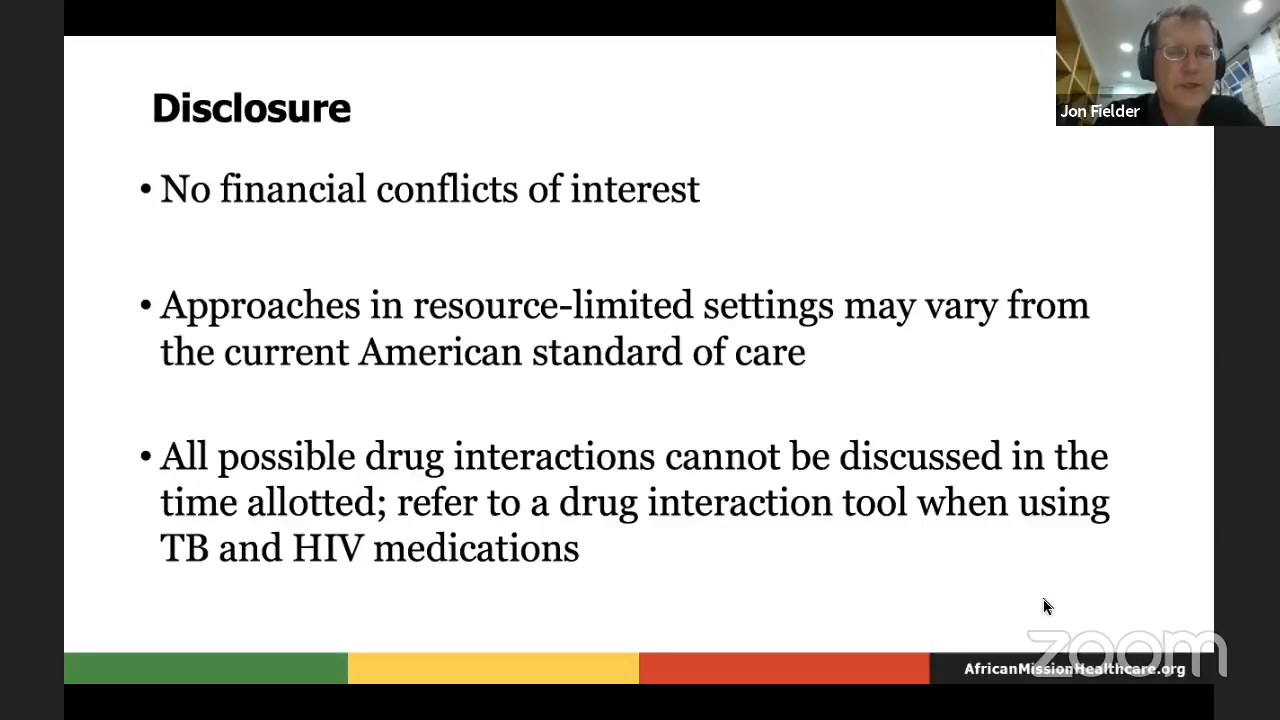 Disclosure
Jon Fielder
• No financial conflicts of interest
• Approaches in resource-limited settings may vary from
the current American standard of care
• All possible drug interactions cannot be discussed in the
time allotted; refer to a drug interaction tool when using
TB and HIV medications
zoom
AfricanMissionHealthcare.org